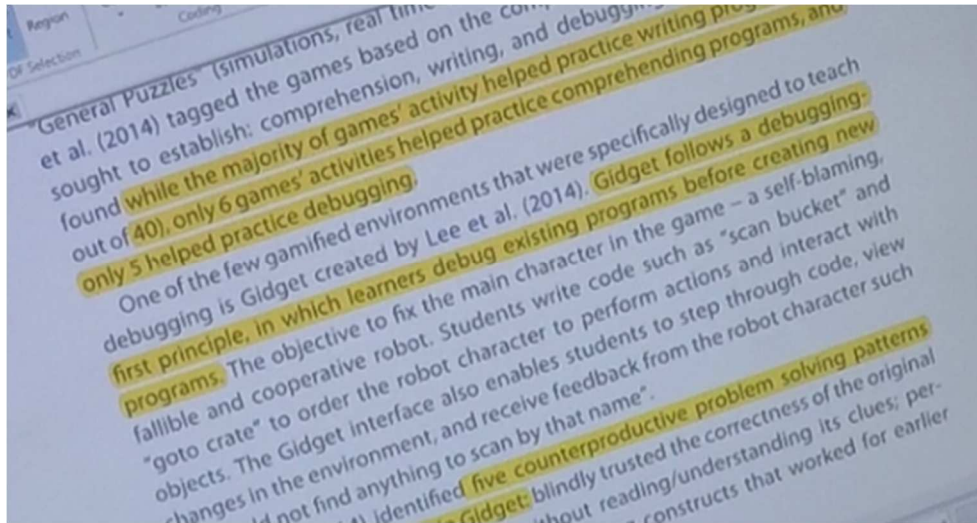 Region
Coding
Selection
"General Puzzles" (simulations, real time
et al. (2014) tagged the games based on the
sought to establish: comprehension, writing, and
found while the majority of games' activity helped practice writing
out of 40), only 6 games' activities helped practice comprehending programs, and
only 5 helped practice debugging.
One of the few gamified environments that were specifically designed to teach
debugging is Gidget created by Lee et al. (2014). Gidget follows a debugging-
first principle, in which learners debug existing programs before creating new
programs. The objective to fix the main character in the game – a self-blaming,
fallible and cooperative robot. Students write code such as "scan bucket" and
"goto crate" to order the robot character to perform actions and interact with
objects. The Gidget interface also enables students to step through code, view
changes in the environment, and receive feedback from the robot character such
not find anything to scan by that name".
identified five counterproductive problem solving patterns
Gidget: blindly trusted the correctness of the original
reading/understanding its clues; per-
constructs that worked for earlier